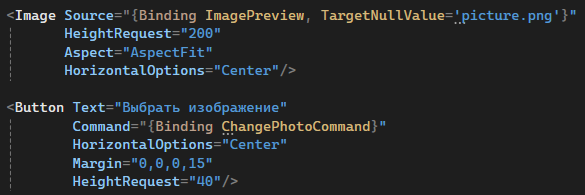 <Image Source="{Binding ImagePreview, TargetNullValue='picture.png'}"
HeightRequest="200"
Aspect="AspectFit"
HorizontalOptions="Center"/>
<Button Text="Выбрать изображение"
Command="{Binding ChangePhotoCommand}"
HorizontalOptions="Center"
Margin="0,0,0,15"
HeightRequest="40"/>